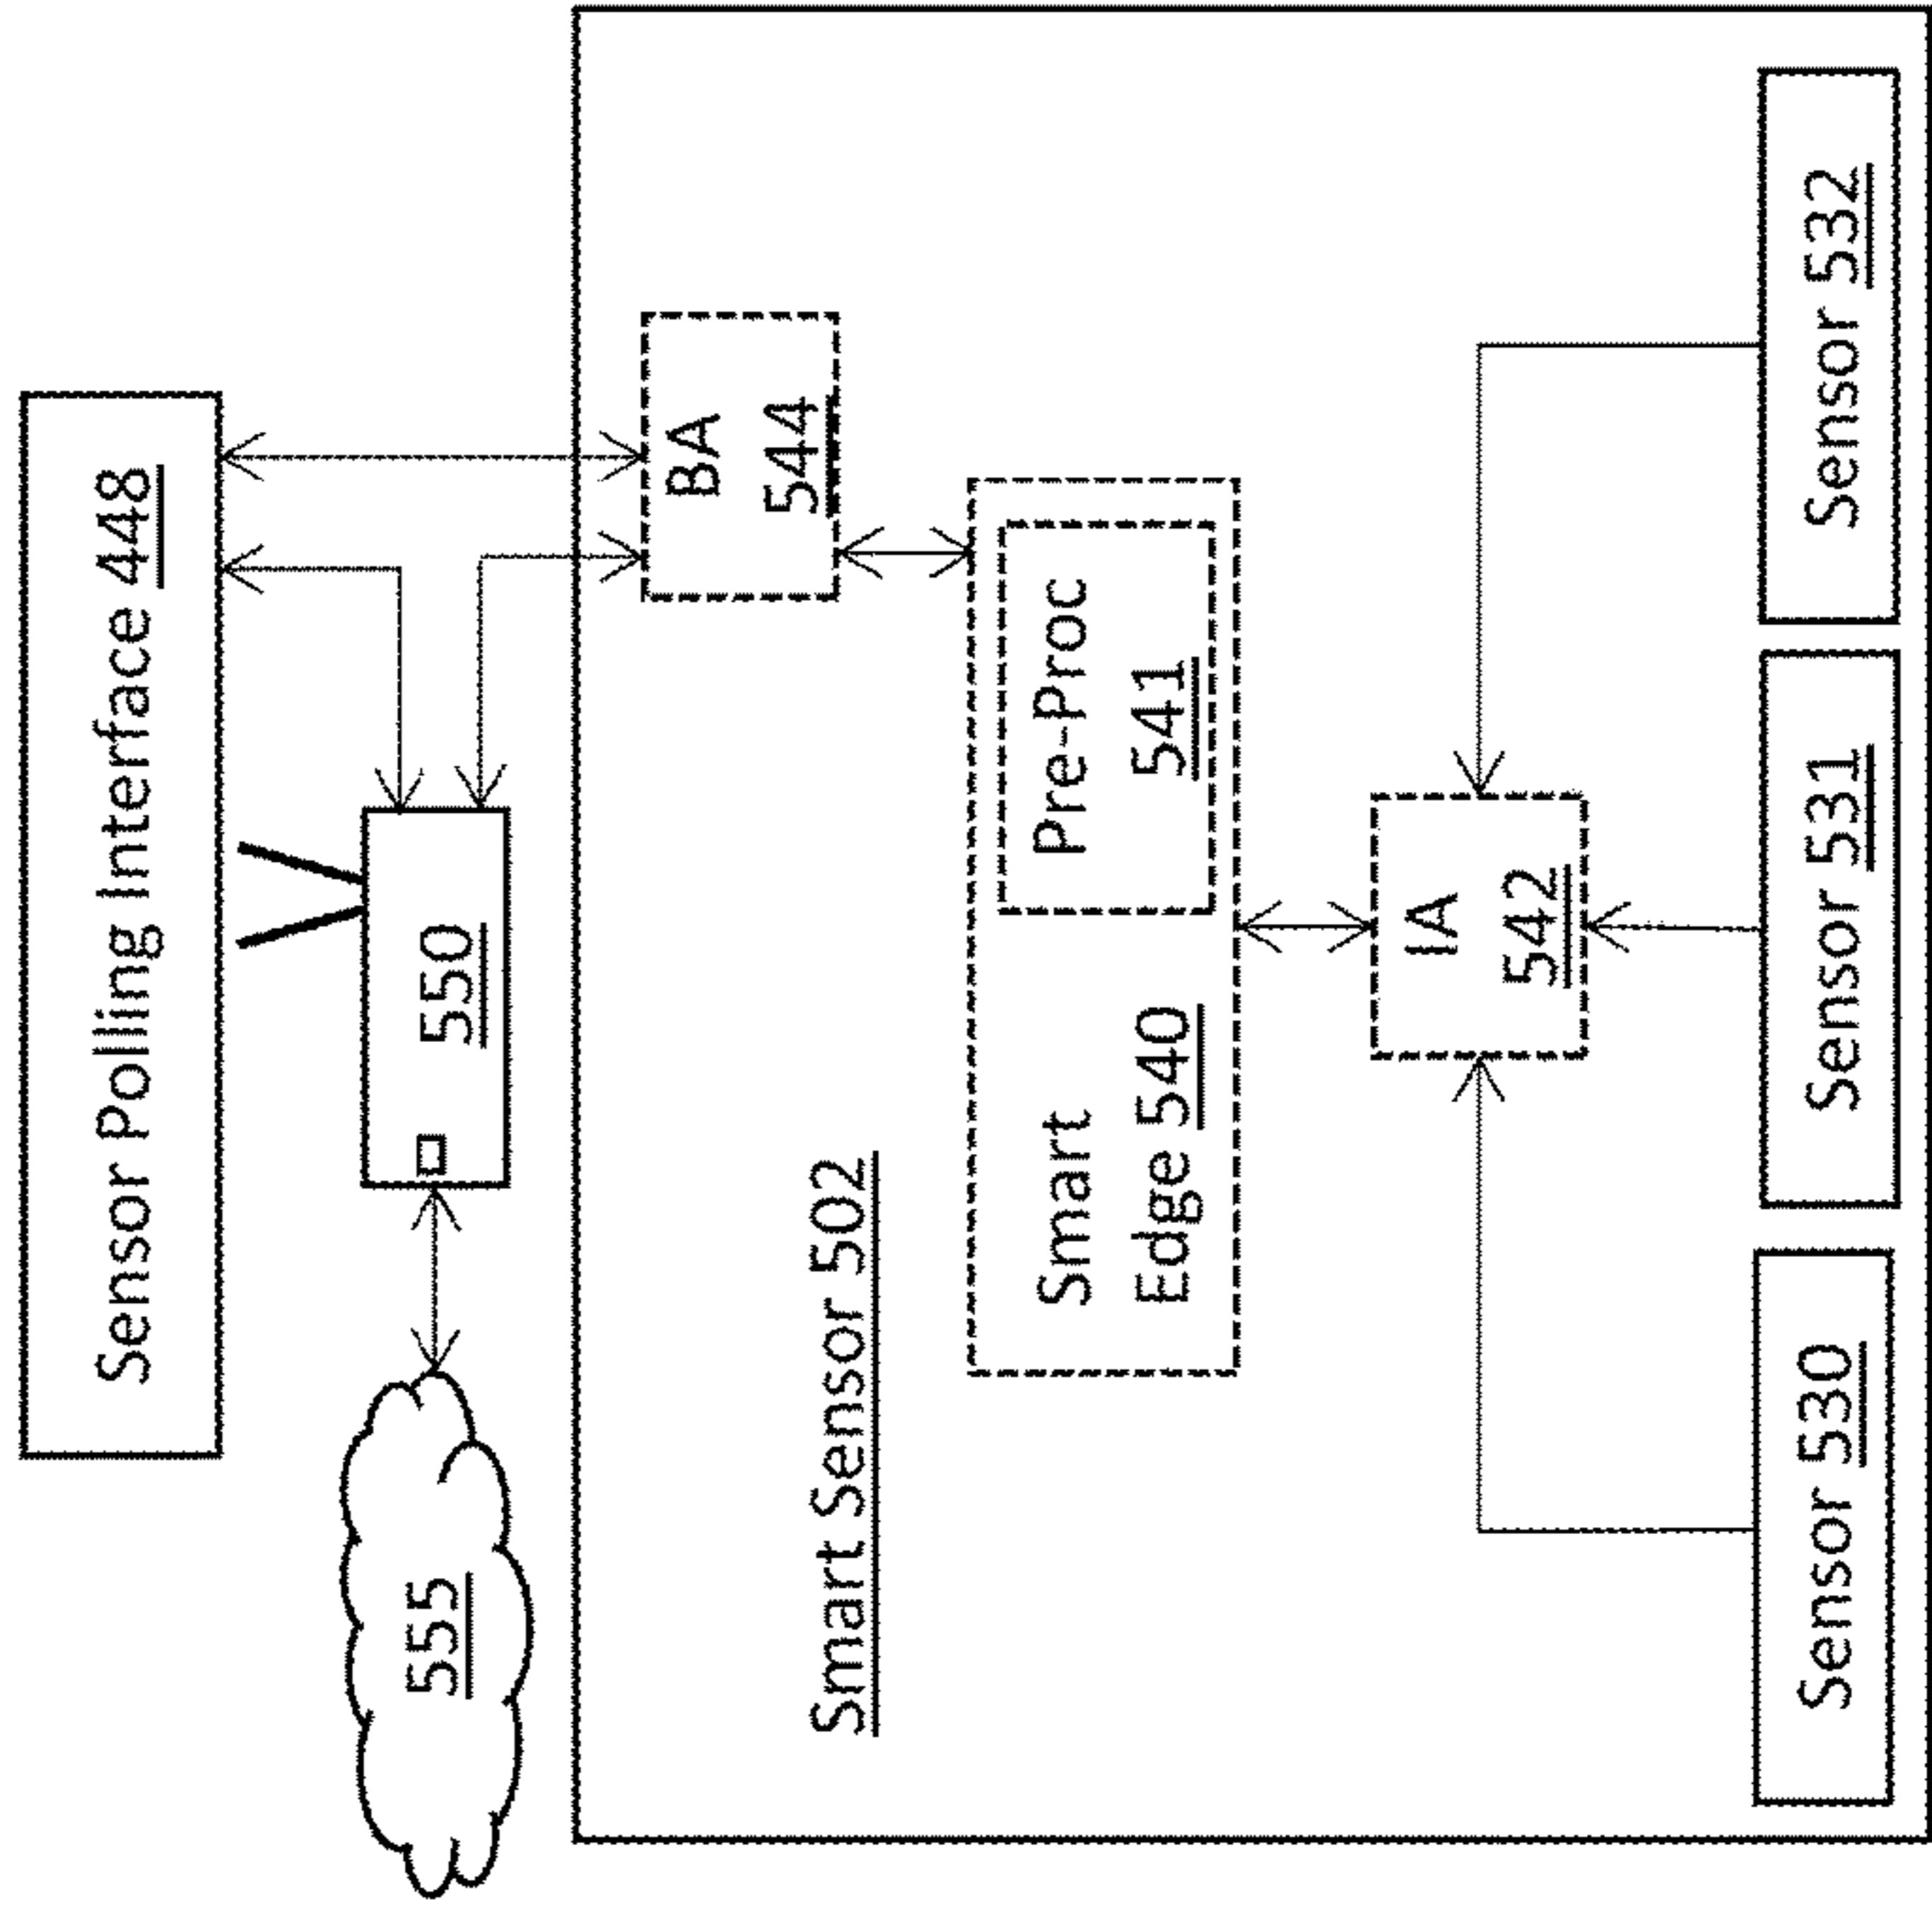 Sensor Polling Interface 448
555
550
Smart Sensor 502
BA
544
Smart
Edge 540
Pre-Proc
541
IA
542
Sensor 530
Sensor 531
Sensor 532